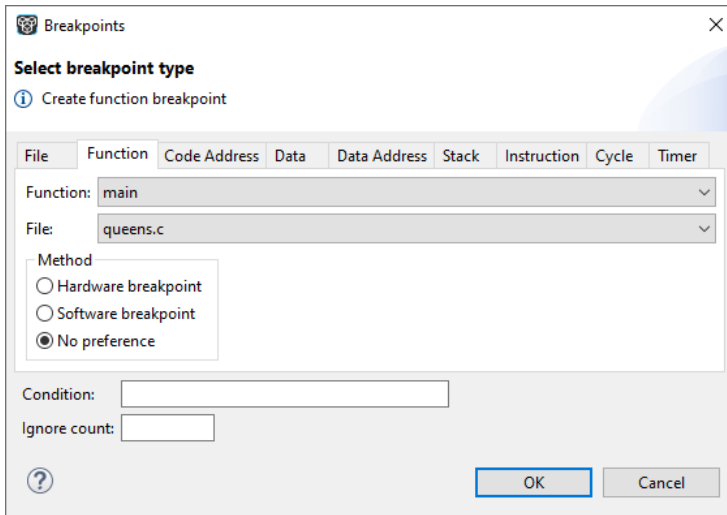 Breakpoints
Select breakpoint type
Create function breakpoint
File Function Code Address Data Data Address Stack Instruction Cycle Timer
Function: main
File: queens.c
Method
Hardware breakpoint
Software breakpoint
No preference
Condition:
Ignore count:
OK Cancel